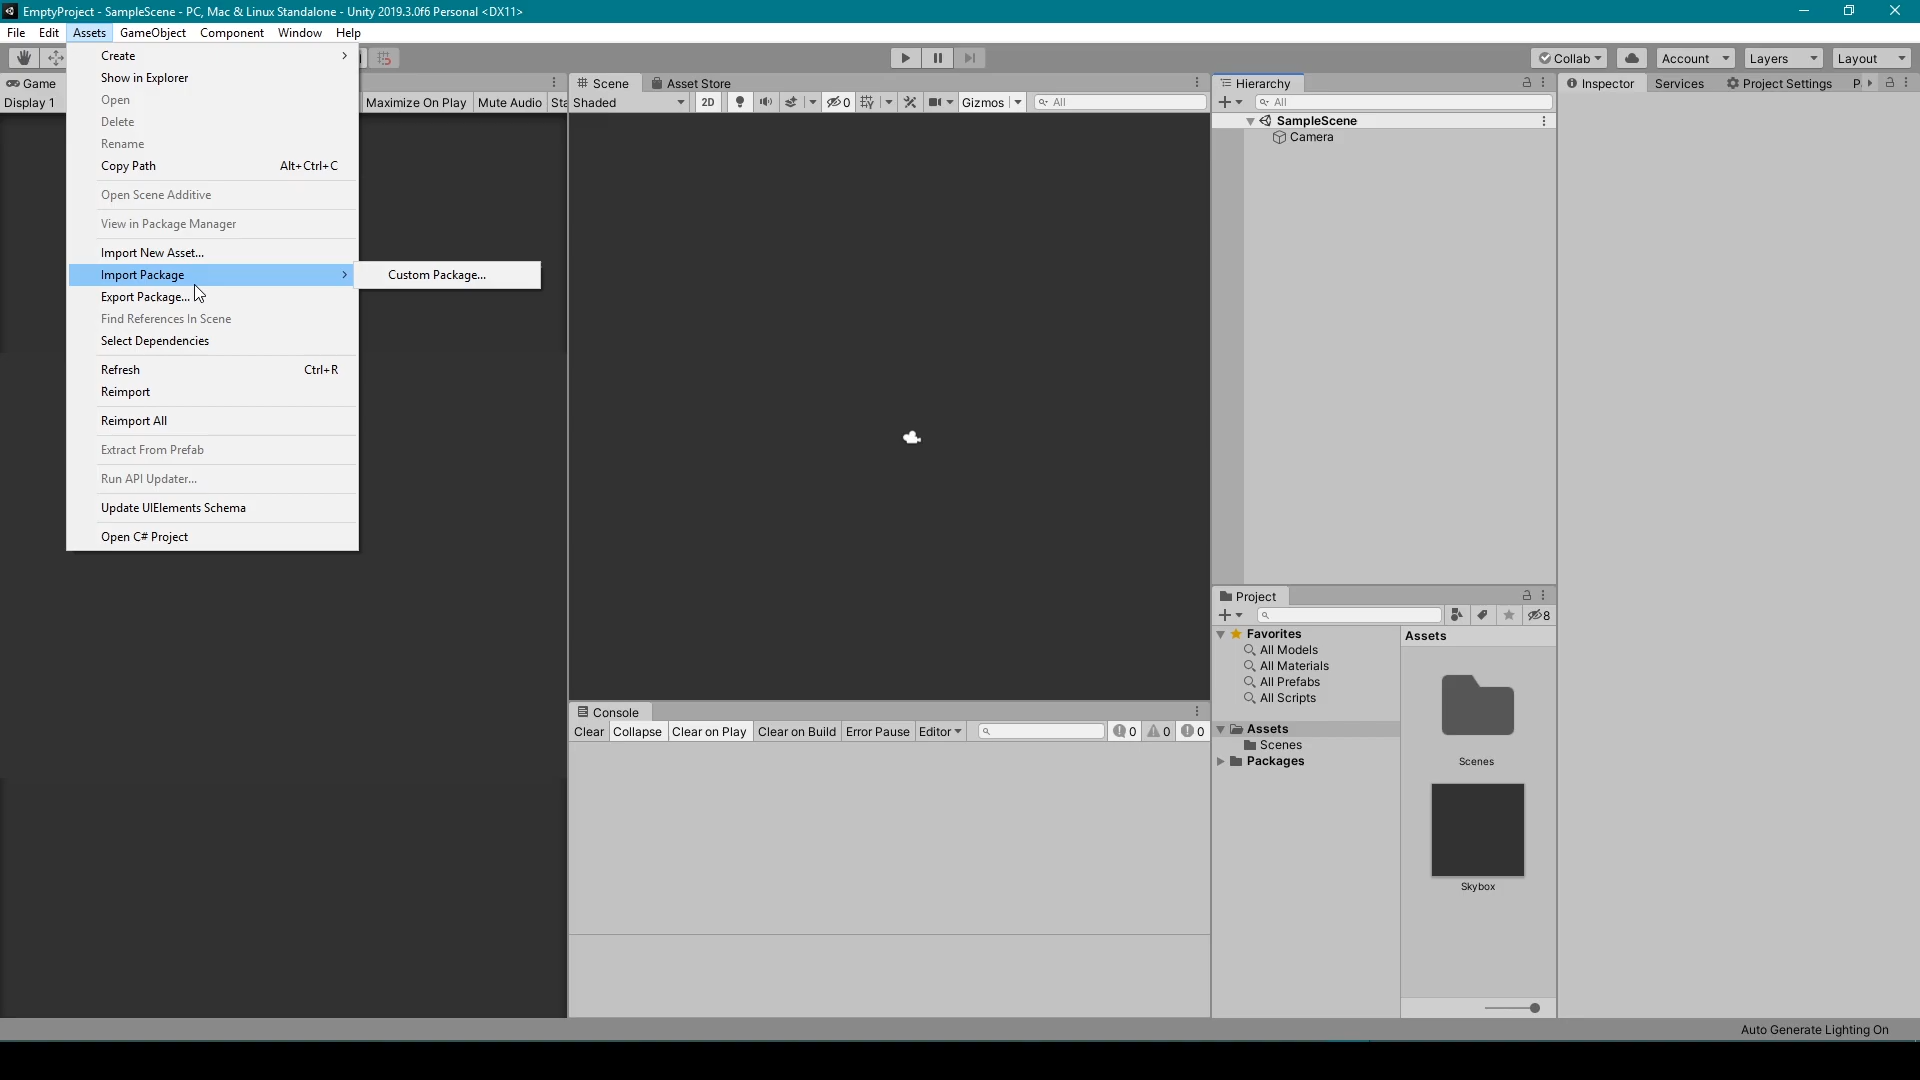 EmptyProject - SampleScene - PC, Mac & Linux Standalone - Unity 2019.3.0f6 Personal <DX11>
File Edit Assets GameObject Component Window Help
Collab Account Layers Layout
Game
Display 1 Maximize On Play Mute Audio Sta
Create
Show in Explorer
Open
Delete
Rename
Copy Path Alt+Ctrl+C
Open Scene Additive
View in Package Manager
Import New Asset...
Import Package
Custom Package...
Export Package...
Find References In Scene
Select Dependencies
Refresh Ctrl+R
Reimport
Reimport All
Extract From Prefab
Run API Updater...
Update UIElements Schema
Open C# Project
Scene Asset Store
Shaded 2D 0 Gizmos All
Console
Clear Collapse Clear on Play Clear on Build Error Pause Editor 0 0 0
Hierarchy
All
SampleScene
Camera
Project
8
Favorites
All Models
All Materials
All Prefabs
All Scripts
Assets
Scenes
Packages
Assets
Scenes
Skybox
Inspector Services Project Settings P
Auto Generate Lighting On